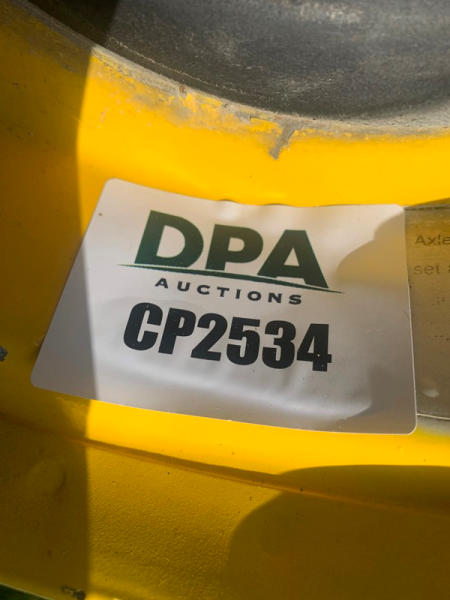 DPA
AUCTIONS
CP2534
Axle
set